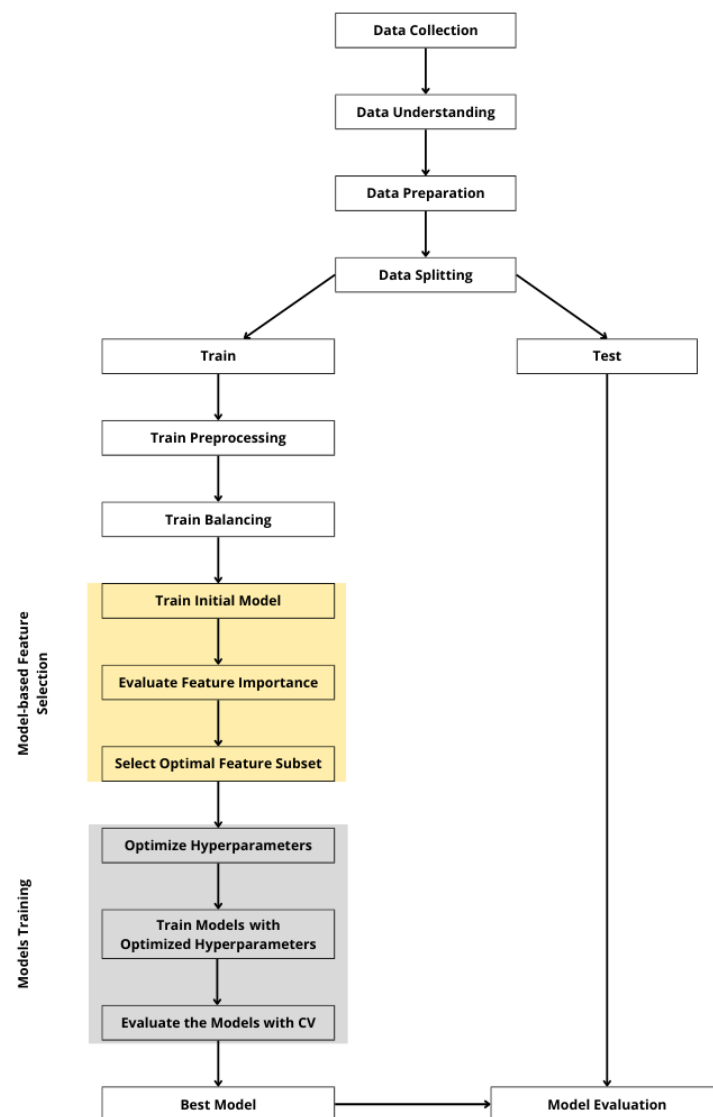 Data Collection
Data Understanding
Data Preparation
Data Splitting
Train
Test
Train Preprocessing
Train Balancing
Model-based Feature
Selection
Train Initial Model
Evaluate Feature Importance
Select Optimal Feature Subset
Models Training
Optimize Hyperparameters
Train Models with
Optimized Hyperparameters
Evaluate the Models with CV
Best Model
Model Evaluation